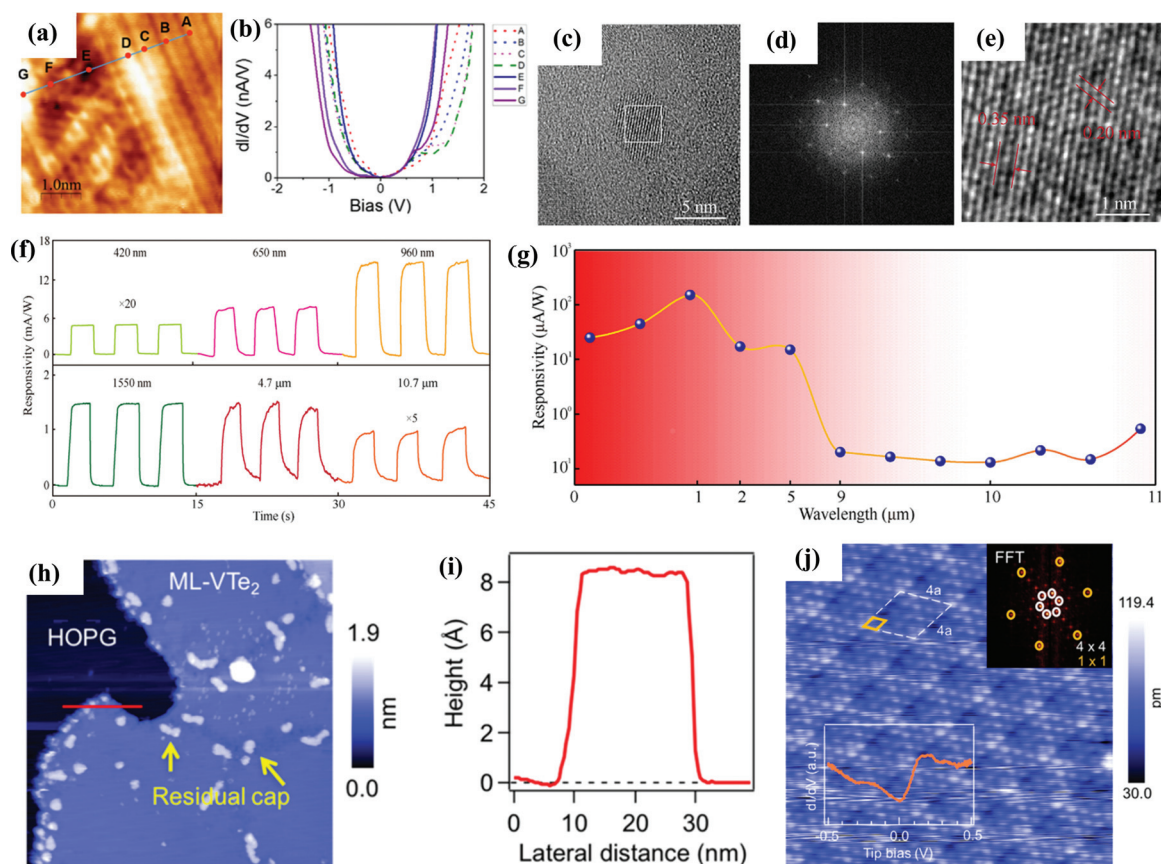 (a)
A
B
C
D
E
F
G
1.0nm
(b)
dI/dV (nA/V)
6
4
2
0
-2 -1 0 1 2
Bias (V)
A
B
C
D
E
F
G
(c)
5 nm
(d)
(e)
0.35 nm
0.20 nm
1 nm
(f)
Responsivity (mA/W)
18
12
6
0
420 nm 650 nm 960 nm
×20
2
1
0
1550 nm 4.7 μm 10.7 μm
×5
0 15 30 45
Time (s)
(g)
Responsivity (μA/W)
10³
10²
10¹
10⁰
10¹
0 1 2 5 9 10 11
Wavelength (μm)
(h)
ML-VTe₂
HOPG
Residual cap
1.9
nm
0.0
(i)
Height (Å)
8
6
4
2
0
0 10 20 30
Lateral distance (nm)
(j)
4a
4a
FFT
4 x 4
1 x 1
119.4
pm
30.0
dI/dV (a.u.)
-0.5 0.0 0.5
Tip bias (V)